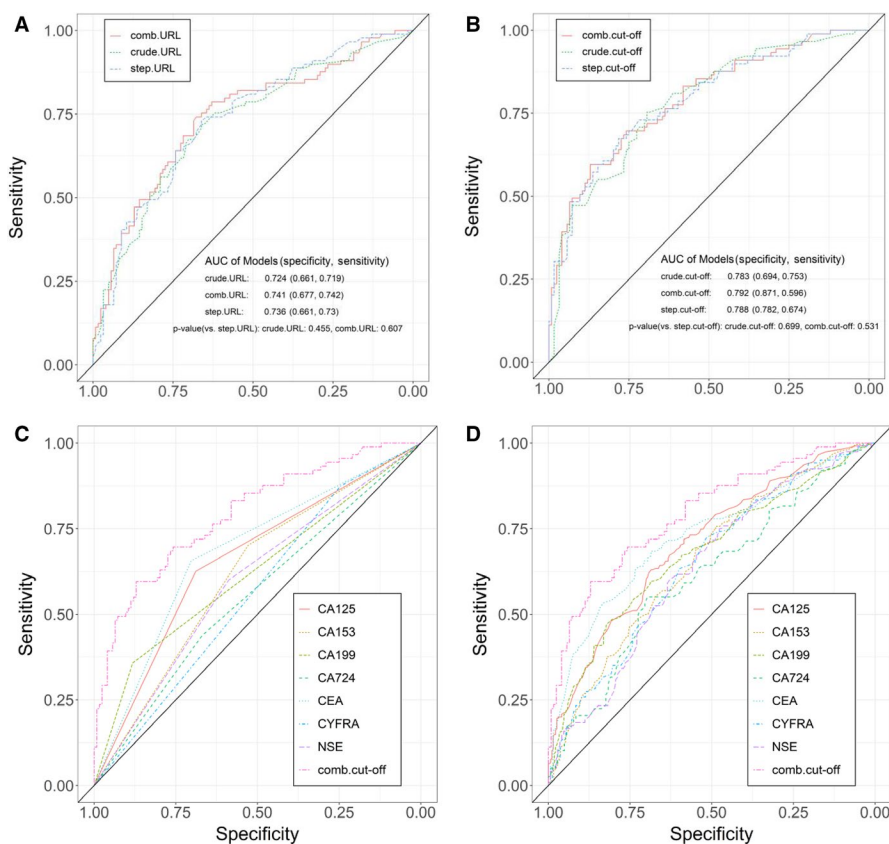 A
comb.URL
crude.URL
step.URL
1.00
0.75
0.50
0.25
0.00
Sensitivity
AUC of Models (specificity, sensitivity)
crude.URL: 0.724 (0.661, 0.719)
comb.URL: 0.741 (0.677, 0.742)
step.URL: 0.736 (0.661, 0.73)
p-value(vs. step.URL): crude.URL: 0.455, comb.URL: 0.607
1.00 0.75 0.50 0.25 0.00
B
comb.cut-off
crude.cut-off
step.cut-off
1.00
0.75
0.50
0.25
0.00
Sensitivity
AUC of Models (specificity, sensitivity)
crude.cut-off: 0.783 (0.694, 0.753)
comb.cut-off: 0.792 (0.871, 0.596)
step.cut-off: 0.788 (0.782, 0.674)
p-value(vs. step.cut-off): crude.cut-off: 0.699, comb.cut-off: 0.531
1.00 0.75 0.50 0.25 0.00
C
1.00
0.75
0.50
0.25
0.00
Sensitivity
CA125
CA153
CA199
CA724
CEA
CYFRA
NSE
comb.cut-off
1.00 0.75 0.50 0.25 0.00
Specificity
D
1.00
0.75
0.50
0.25
0.00
Sensitivity
CA125
CA153
CA199
CA724
CEA
CYFRA
NSE
comb.cut-off
1.00 0.75 0.50 0.25 0.00
Specificity